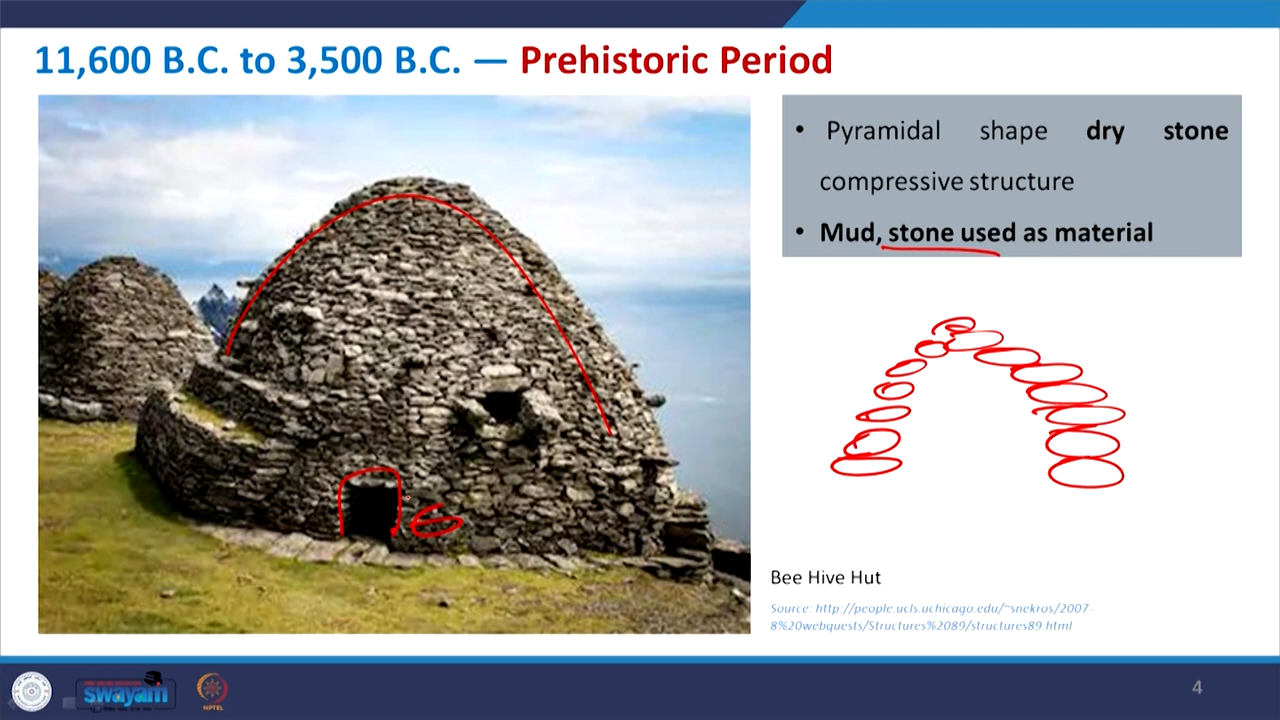 11,600 B.C. to 3,500 B.C. — Prehistoric Period
• Pyramidal shape dry stone
compressive structure
• Mud, stone used as material
Bee Hive Hut
Source: http://people.ucls.uchicago.edu/~snekros/2007-
8%20webquests/Structures%2089/structures89.html
swayam
NPTEL
4